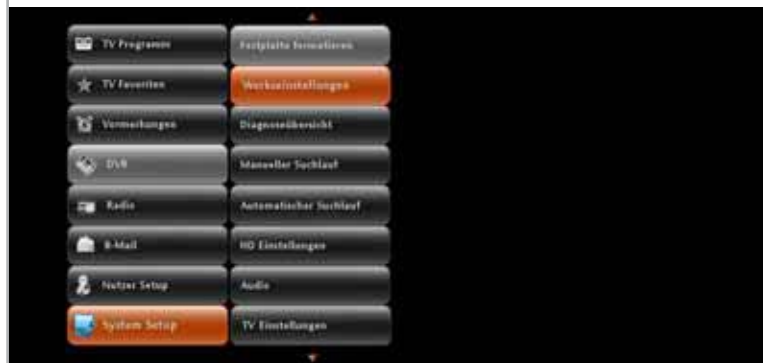 TV Programm
TV Favoriten
Vormerkungen
DVR
Radio
E-Mail
Nutzer Setup
System Setup
Festplatte formatieren
Werkseinstellungen
Diagnoseübersicht
Manueller Suchlauf
Automatischer Suchlauf
HD Einstellungen
Audio
TV Einstellungen